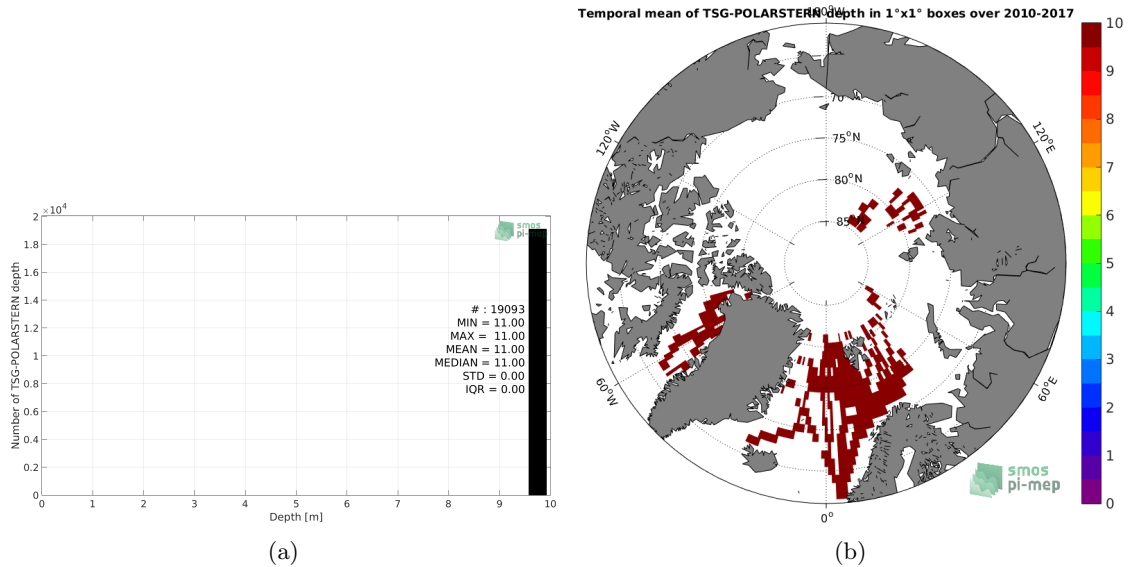 ×10⁴
2
1.8
1.6
1.4
1.2
1
0.8
0.6
0.4
0.2
0
Number of TSG-POLARSTERN depth
smos
pi-mep
# : 19093
MIN = 11.00
MAX = 11.00
MEAN = 11.00
MEDIAN = 11.00
STD = 0.00
IQR = 0.00
0 1 2 3 4 5 6 7 8 9 10
Depth [m]
(a)
Temporal mean of TSG-POLARSTERN depth in 1°x1° boxes over 2010-2017
180°W
120°W
120°E
70°N
75°N
80°N
85°N
60°W
60°E
0°
smos
pi-mep
10
9
8
7
6
5
4
3
2
1
0
(b)